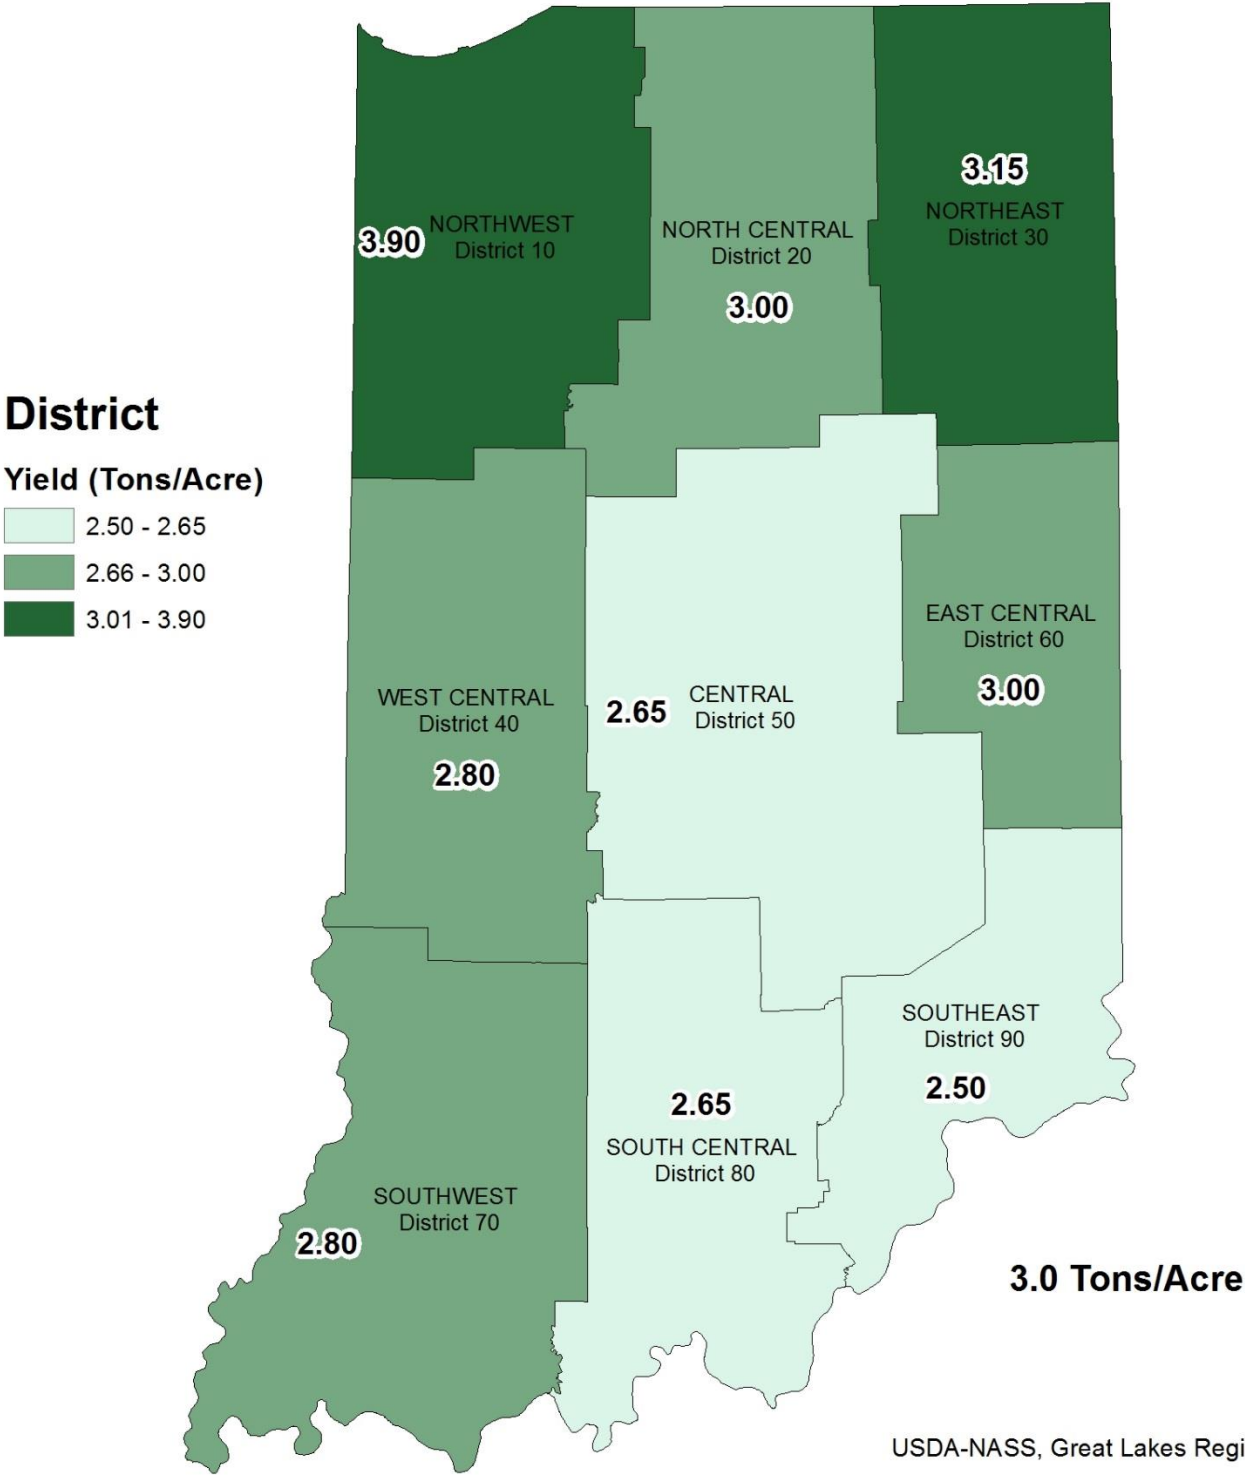 3.15
NORTHEAST
District 30
NORTHWEST
District 10
3.90
NORTH CENTRAL
District 20
3.00
District
Yield (Tons/Acre)
2.50 - 2.65
2.66 - 3.00
3.01 - 3.90
EAST CENTRAL
District 60
3.00
WEST CENTRAL
District 40
2.80
CENTRAL
District 50
2.65
SOUTHEAST
District 90
2.50
2.65
SOUTH CENTRAL
District 80
SOUTHWEST
District 70
2.80
3.0 Tons/Acre
USDA-NASS, Great Lakes Regi